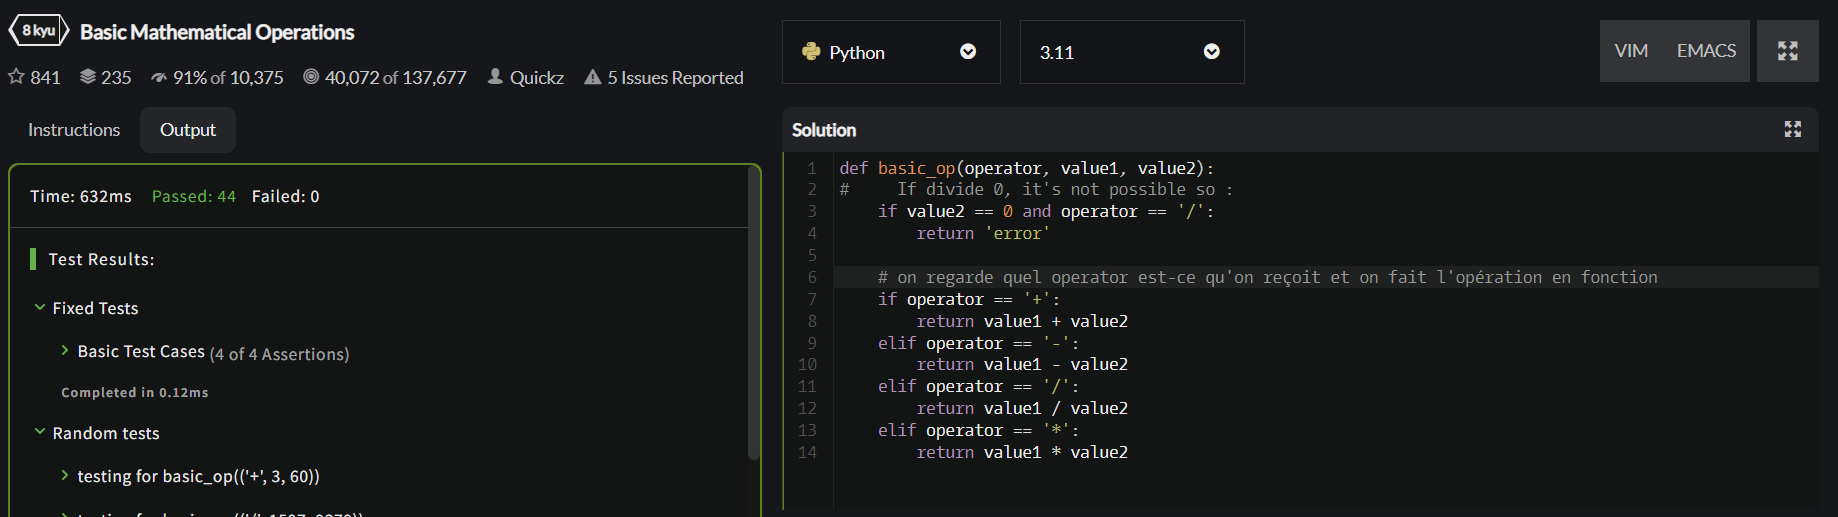 8 kyu Basic Mathematical Operations
841 235 91% of 10,375 40,072 of 137,677 Quickz 5 Issues Reported
Instructions Output
Time: 632ms Passed: 44 Failed: 0
Test Results:
Fixed Tests
Basic Test Cases (4 of 4 Assertions)
Completed in 0.12ms
Random tests
testing for basic_op(('+', 3, 60))
Python 3.11 VIM EMACS
Solution
1 def basic_op(operator, value1, value2):
2 #     If divide 0, it's not possible so :
3     if value2 == 0 and operator == '/':
4         return 'error'
5
6     # on regarde quel operator est-ce qu'on reçoit et on fait l'opération en fonction
7     if operator == '+':
8         return value1 + value2
9     elif operator == '-':
10         return value1 - value2
11     elif operator == '/':
12         return value1 / value2
13     elif operator == '*':
14         return value1 * value2